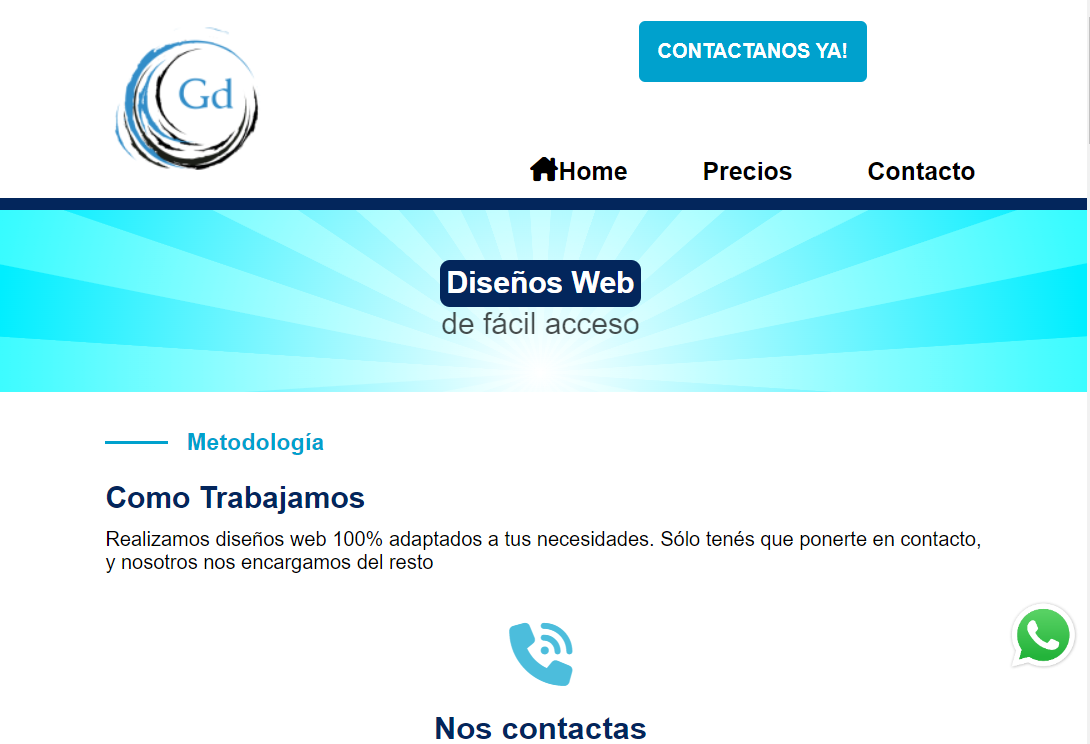 Gd
CONTACTANOS YA!
Home
Precios
Contacto
Diseños Web
de fácil acceso
Metodología
Como Trabajamos
Realizamos diseños web 100% adaptados a tus necesidades. Sólo tenés que ponerte en contacto,
y nosotros nos encargamos del resto
Nos contactas